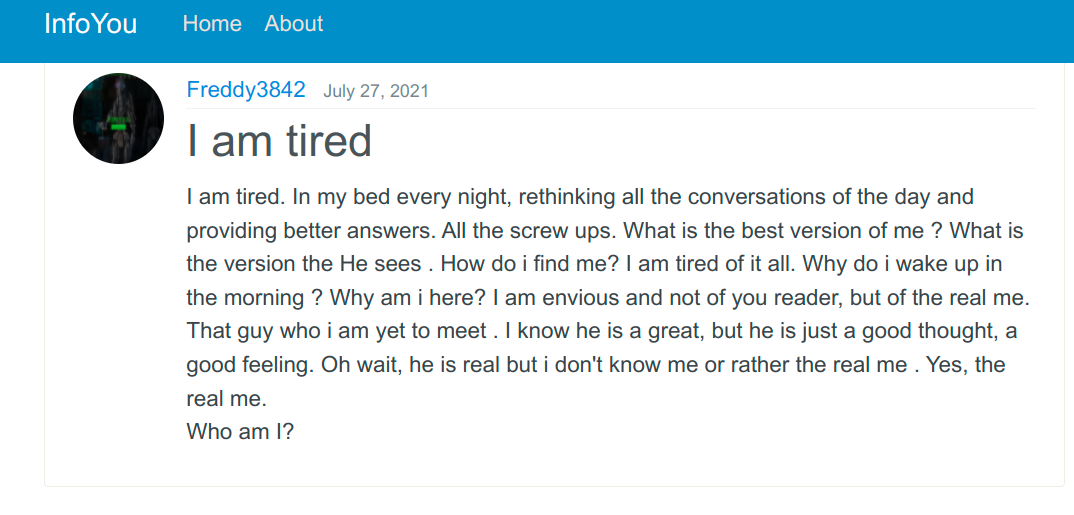 InfoYou Home About
Freddy3842 July 27, 2021
I am tired
I am tired. In my bed every night, rethinking all the conversations of the day and
providing better answers. All the screw ups. What is the best version of me ? What is
the version the He sees . How do i find me? I am tired of it all. Why do i wake up in
the morning ? Why am i here? I am envious and not of you reader, but of the real me.
That guy who i am yet to meet . I know he is a great, but he is just a good thought, a
good feeling. Oh wait, he is real but i don't know me or rather the real me . Yes, the
real me.
Who am I?